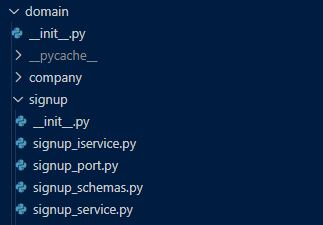 domain
__init__.py
__pycache__
company
signup
__init__.py
signup_iservice.py
signup_port.py
signup_schemas.py
signup_service.py